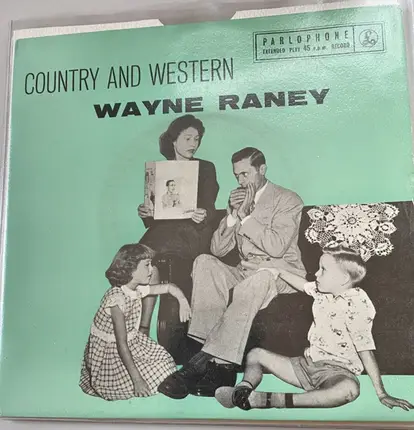 PARLOPHONE
EXTENDED PLAY 45 r.p.m. RECORD
COUNTRY AND WESTERN
WAYNE RANEY